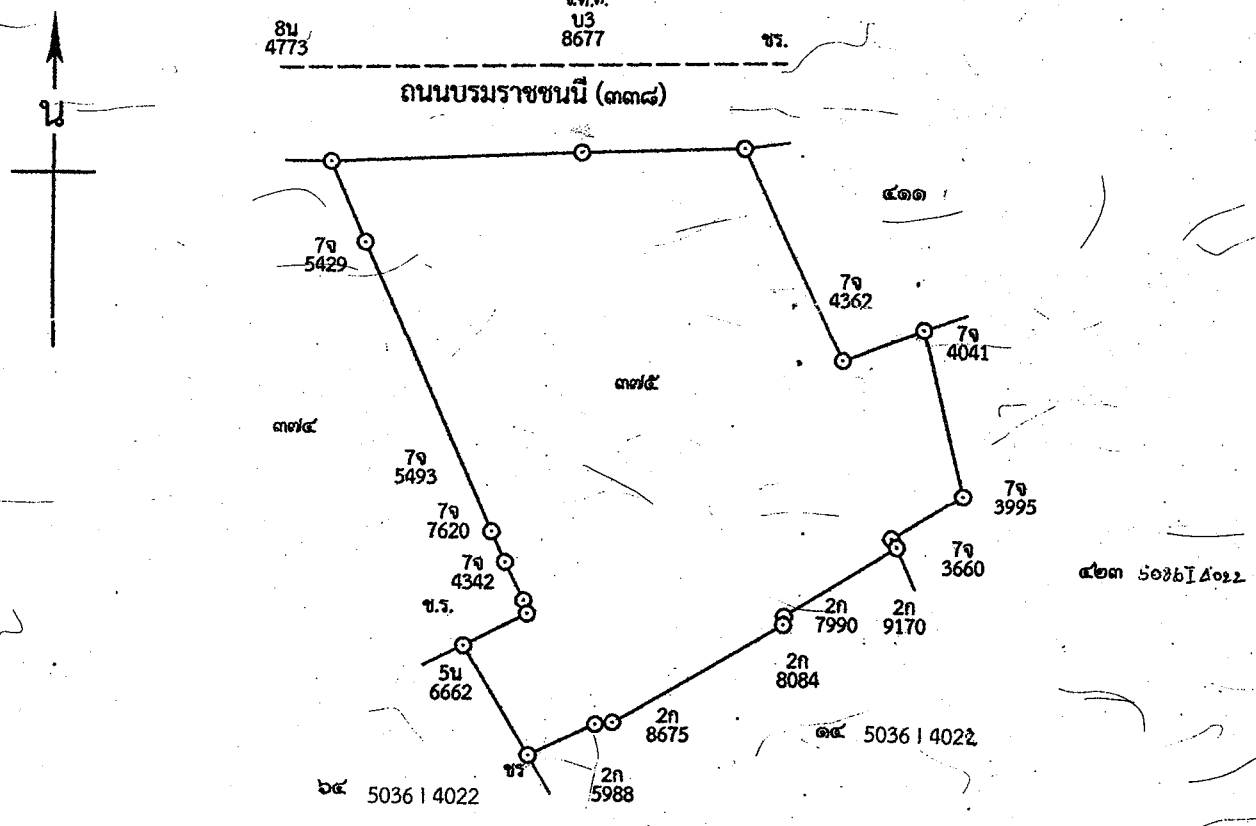 8น
4773
บ3
8677
ชร.
ถนนบรมราชชนนี (๓๓๘)
น
๔๑๑
7จ
5429
7จ
4362
7จ
4041
๓๗๕
๓๗๔
7จ
5493
7จ
7620
7จ
3995
7จ
4342
7จ
3660
๔๒๓ 5036 I 4022
ช.ร.
2ก
7990
2ก
9170
5น
6662
2ก
8084
2ก
8675
๑๔ 5036 I 4022
ชร
2ก
5988
๖๔ 5036 I 4022